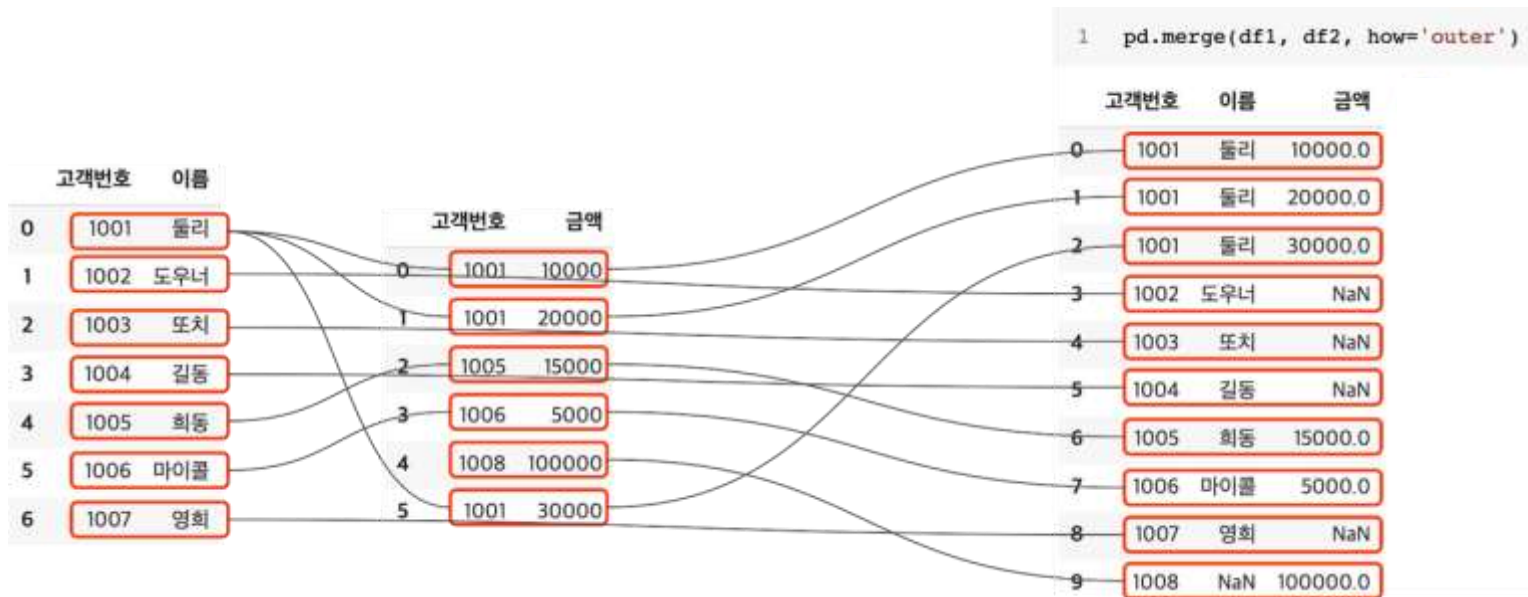 1 pd.merge(df1, df2, how='outer')
고객번호 이름
0 1001 둘리
1 1002 도우너
2 1003 또치
3 1004 길동
4 1005 희동
5 1006 마이콜
6 1007 영희
고객번호 금액
0 1001 10000
1 1001 20000
2 1005 15000
3 1006 5000
4 1008 100000
5 1001 30000
고객번호 이름 금액
0 1001 둘리 10000.0
1 1001 둘리 20000.0
2 1001 둘리 30000.0
3 1002 도우너 NaN
4 1003 또치 NaN
5 1004 길동 NaN
6 1005 희동 15000.0
7 1006 마이콜 5000.0
8 1007 영희 NaN
9 1008 NaN 100000.0